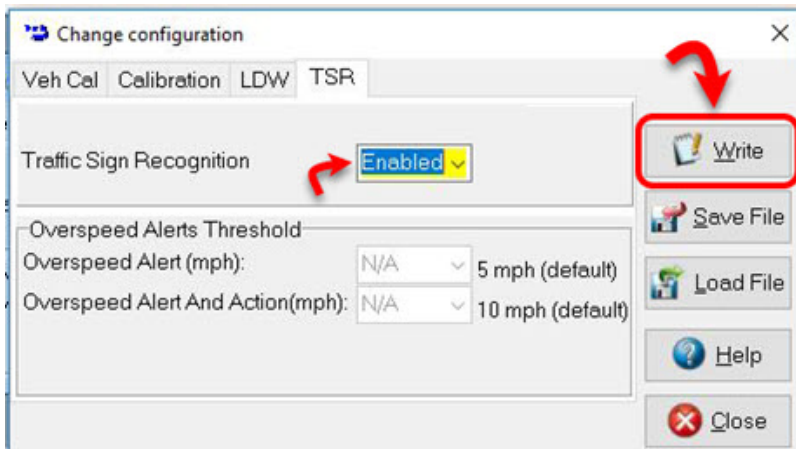 Change configuration
Veh Cal Calibration LDW TSR
Traffic Sign Recognition Enabled
Write
Save File
Overspeed Alerts Threshold
Overspeed Alert (mph): N/A 5 mph (default)
Load File
Overspeed Alert And Action(mph): N/A 10 mph (default)
Help
Close